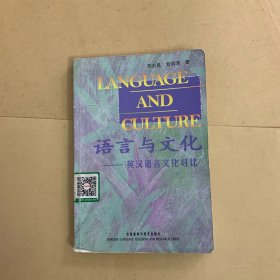 邓炎昌 刘润清 著
LANGUAGE
AND
CULTURE
语言与文化
——英汉语言文化对比
外语教学与研究出版社
FOREIGN LANGUAGE TEACHING AND RESEARCH PRESS